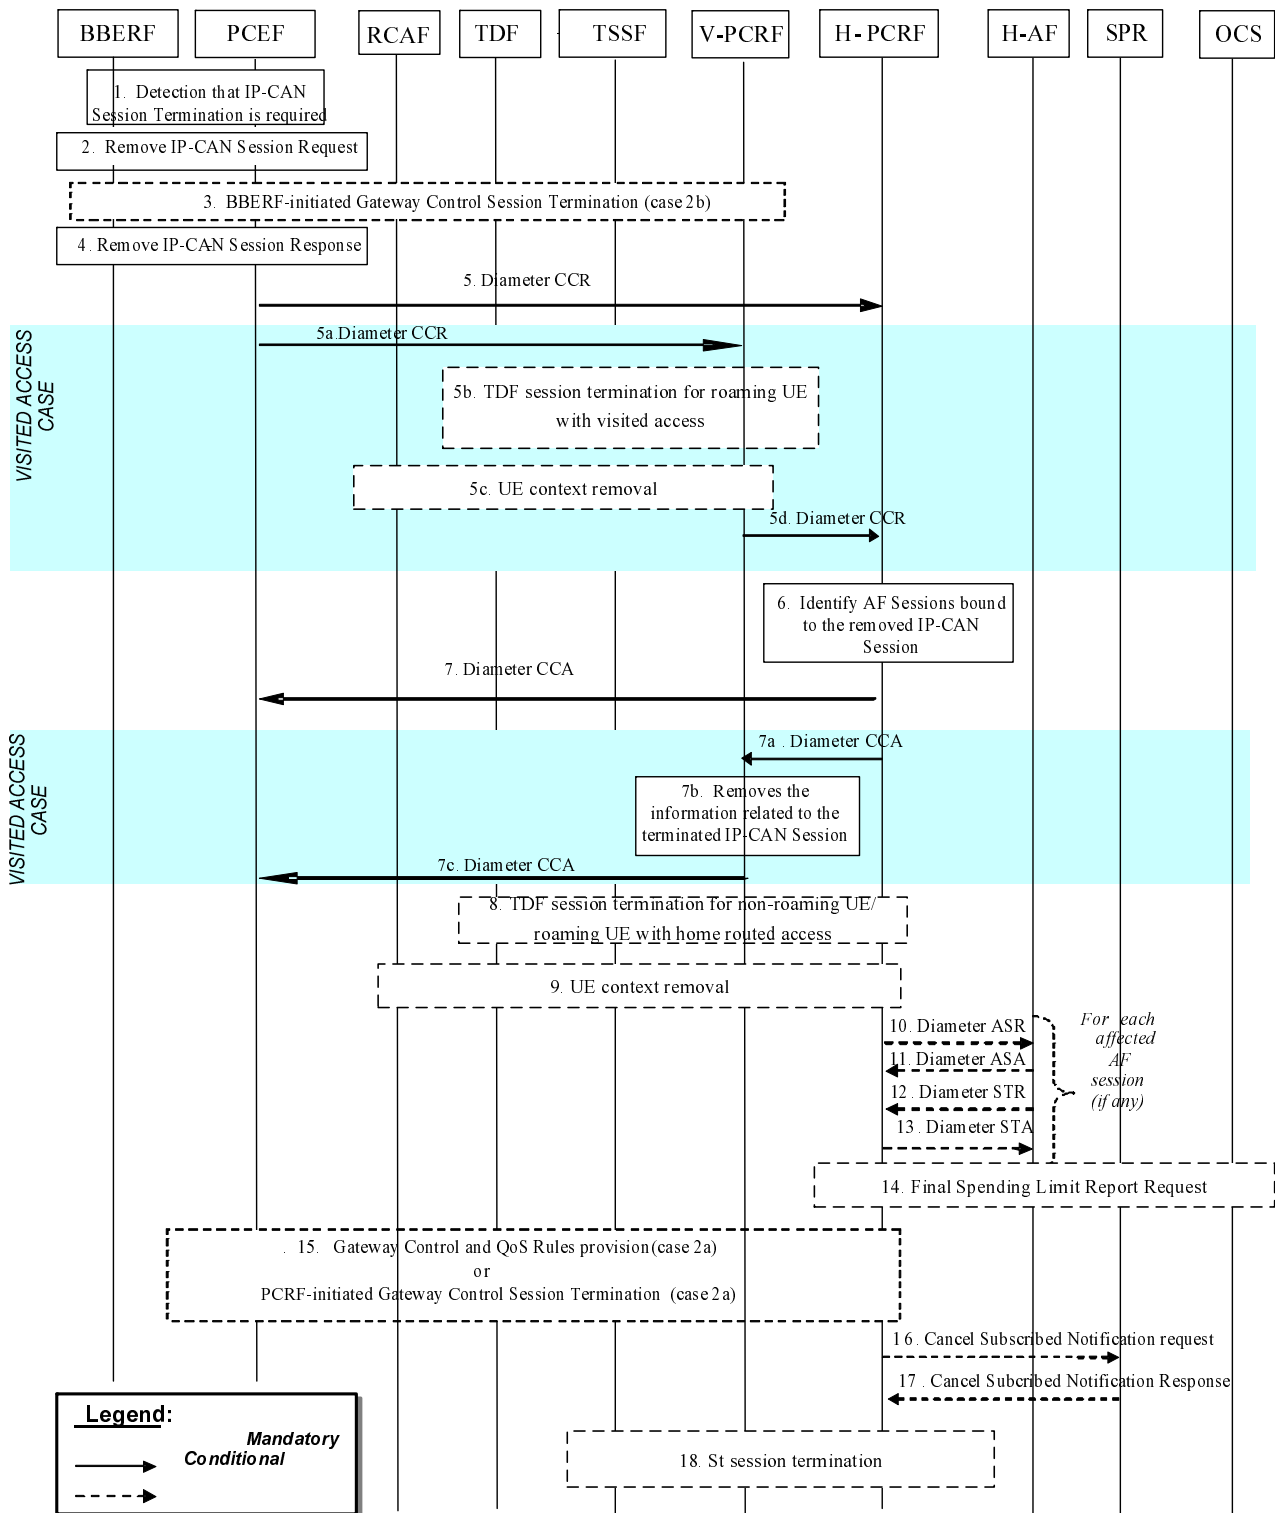 BBERF PCEF RCAF TDF TSSF V-PCRF H- PCRF H-AF SPR OCS
1. Detection that IP-CAN
Session Termination is required
2. Remove IP-CAN Session Request
3. BBERF-initiated Gateway Control Session Termination (case 2b)
4. Remove IP-CAN Session Response
5. Diameter CCR
VISITED ACCESS
CASE
5a.Diameter CCR
5b. TDF session termination for roaming UE
with visited access
5c. UE context removal
5d. Diameter CCR
6. Identify AF Sessions bound
to the removed IP-CAN
Session
7. Diameter CCA
VISITED ACCESS
CASE
7a . Diameter CCA
7b. Removes the
information related to the
terminated IP-CAN Session
7c. Diameter CCA
8. TDF session termination for non-roaming UE/
roaming UE with home routed access
9. UE context removal
10. Diameter ASR
11. Diameter ASA
12 . Diameter STR
13 . Diameter STA
For each
affected
AF
session
(if any)
14. Final Spending Limit Report Request
. 15. Gateway Control and QoS Rules provision (case 2a)
or
PCRF-initiated Gateway Control Session Termination (case 2a)
16. Cancel Subscribed Notification request
17 . Cancel Subcribed Notification Response
18. St session termination
Legend:
Mandatory
Conditional